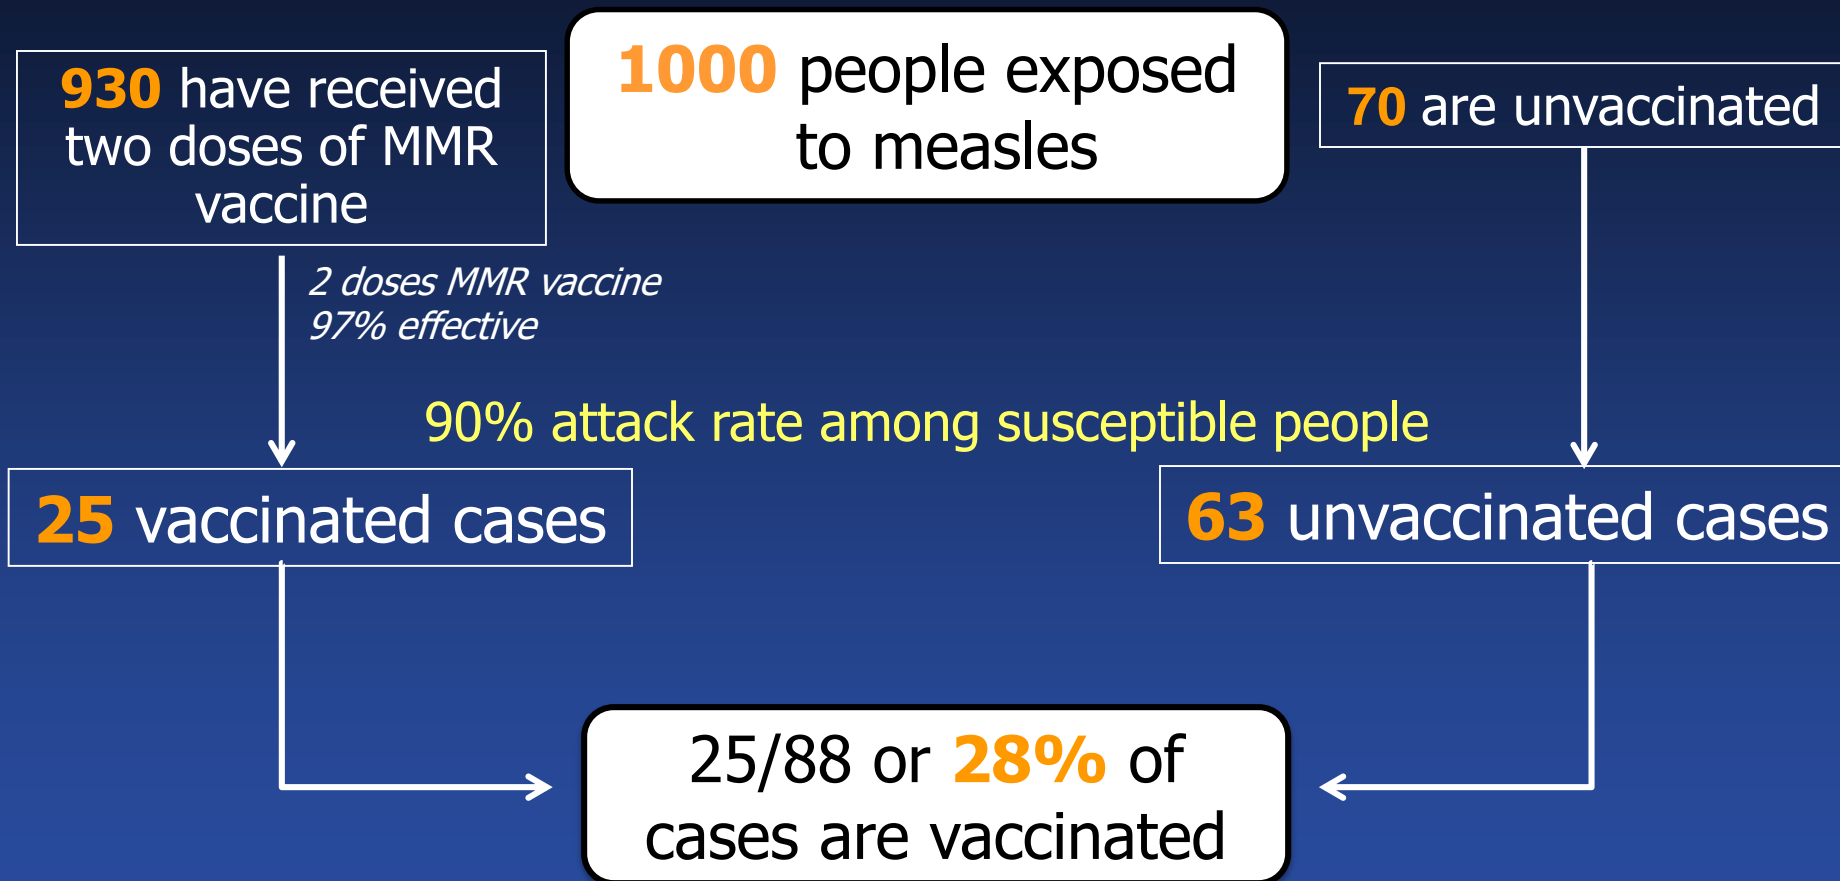 930 have received
two doses of MMR
vaccine
1000 people exposed
to measles
70 are unvaccinated
2 doses MMR vaccine
97% effective
90% attack rate among susceptible people
25 vaccinated cases
63 unvaccinated cases
25/88 or 28% of
cases are vaccinated